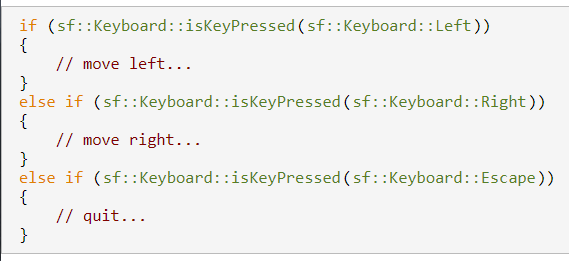 if (sf::Keyboard::isKeyPressed(sf::Keyboard::Left))
{
    // move left...
}
else if (sf::Keyboard::isKeyPressed(sf::Keyboard::Right))
{
    // move right...
}
else if (sf::Keyboard::isKeyPressed(sf::Keyboard::Escape))
{
    // quit...
}